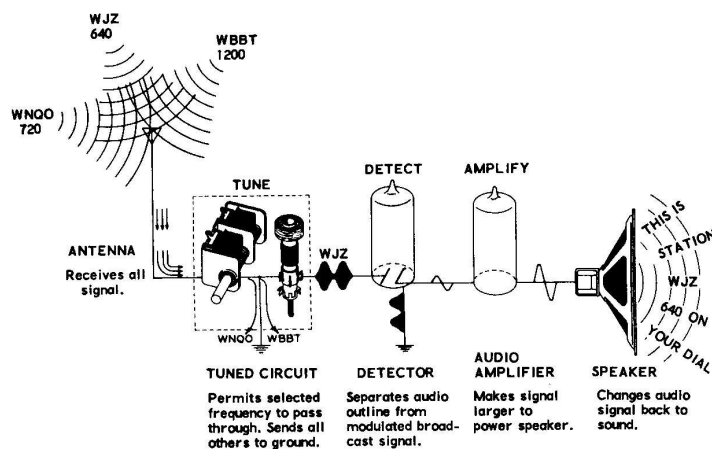 WJZ
640
WBBT
1200
WNQO
720
TUNE
DETECT
AMPLIFY
ANTENNA
Receives all
signal.
WJZ
WNQO
WBBT
THIS IS
STATION
WJZ
640 ON
YOUR DIAL
TUNED CIRCUIT
Permits selected
frequency to pass
through. Sends all
others to ground.
DETECTOR
Separates audio
outline from
modulated broad-
cast signal.
AUDIO
AMPLIFIER
Makes signal
larger to
power speaker.
SPEAKER
Changes audio
signal back to
sound.